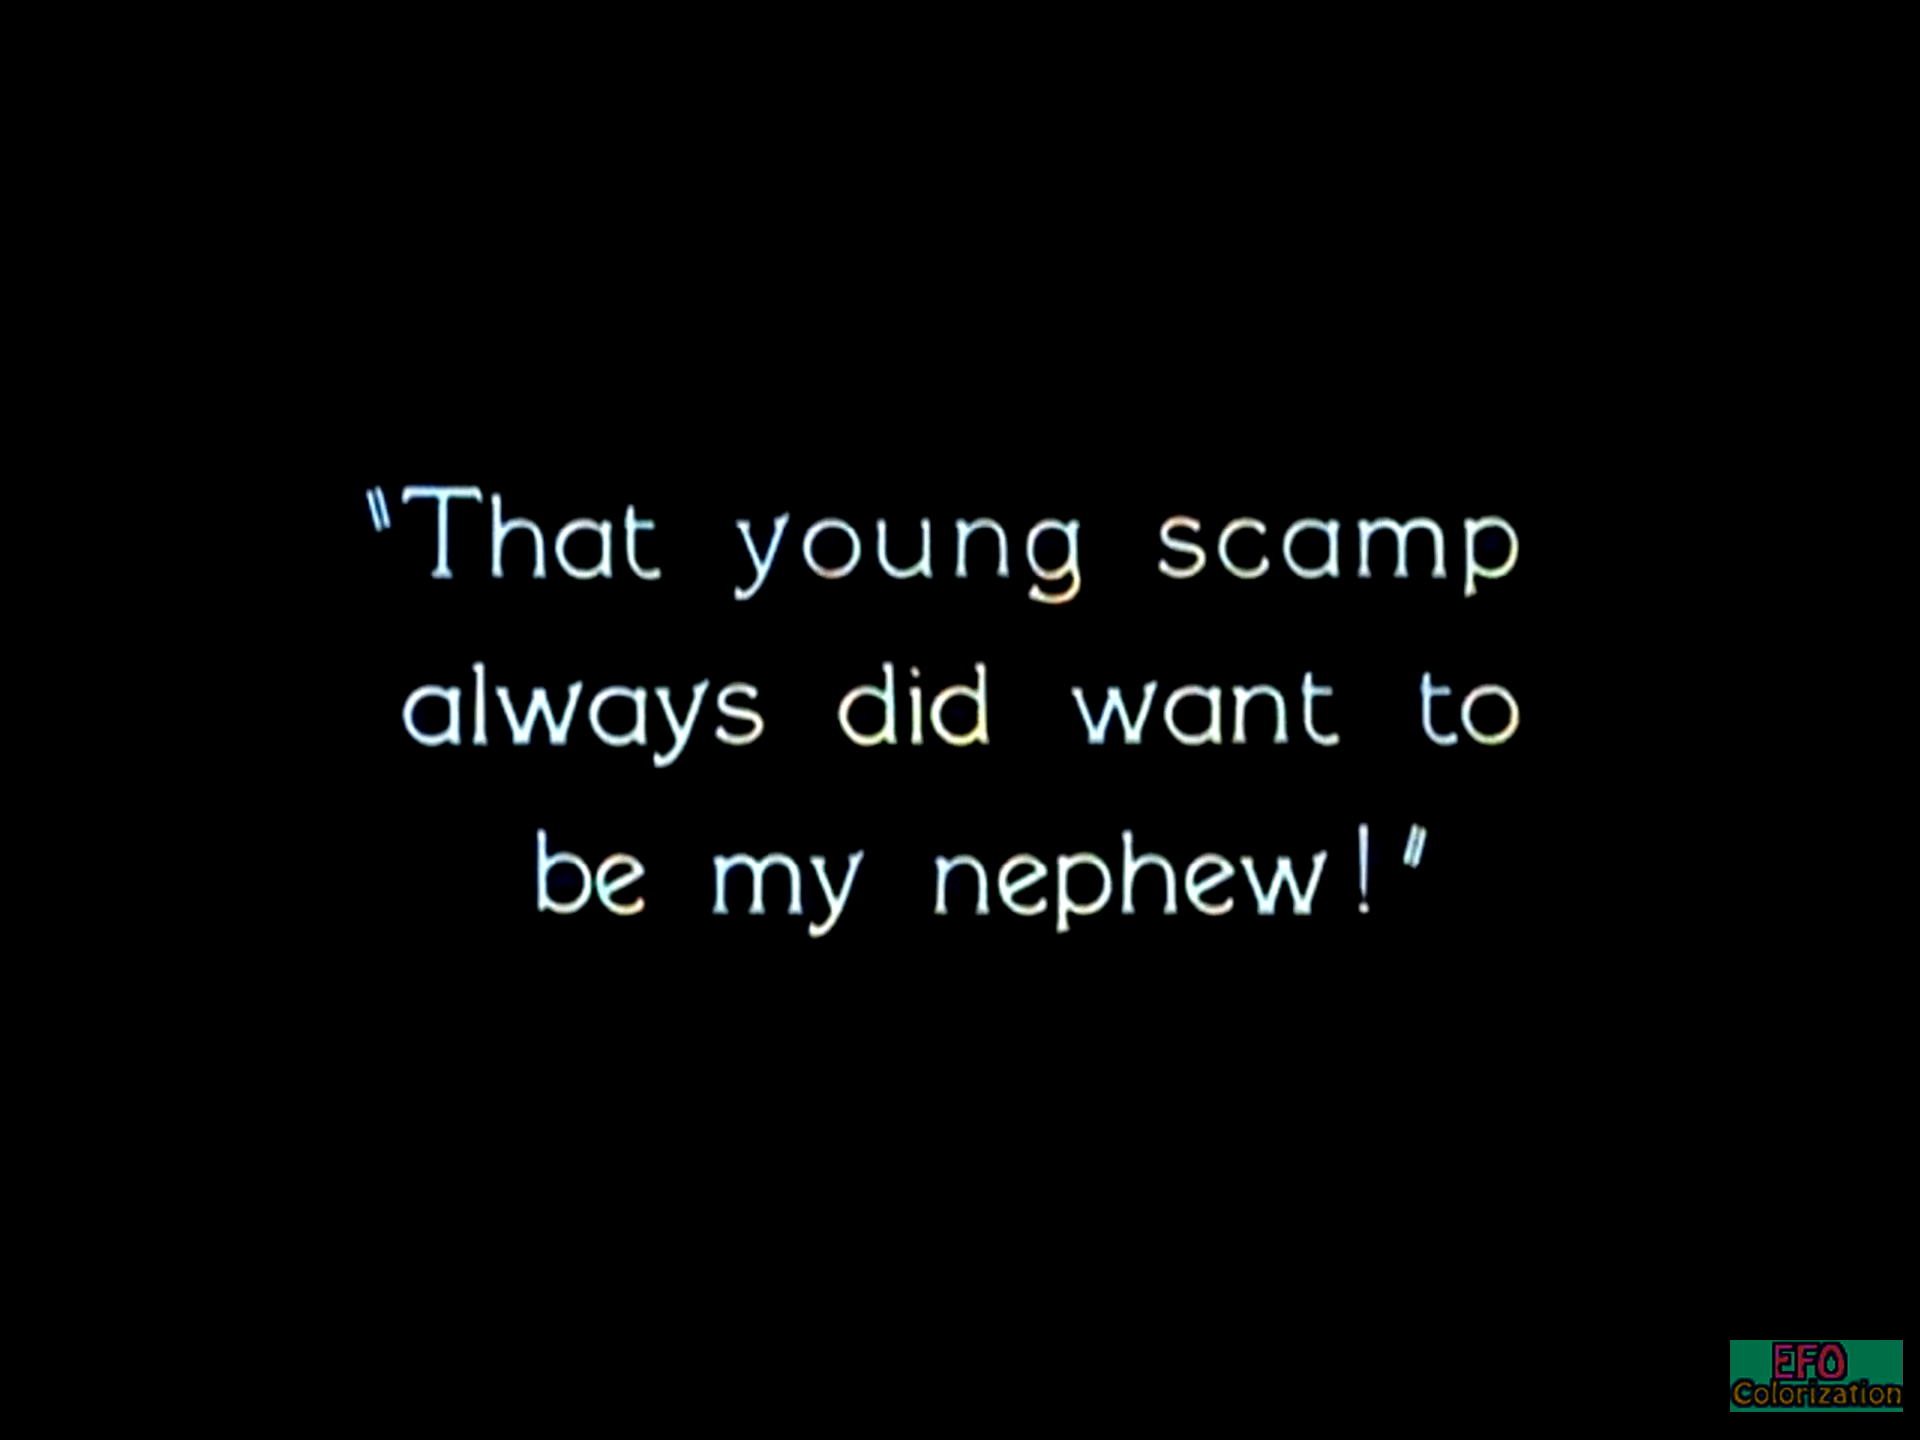 "That young scamp
always did want to
be my nephew!"
EFO
Colorization